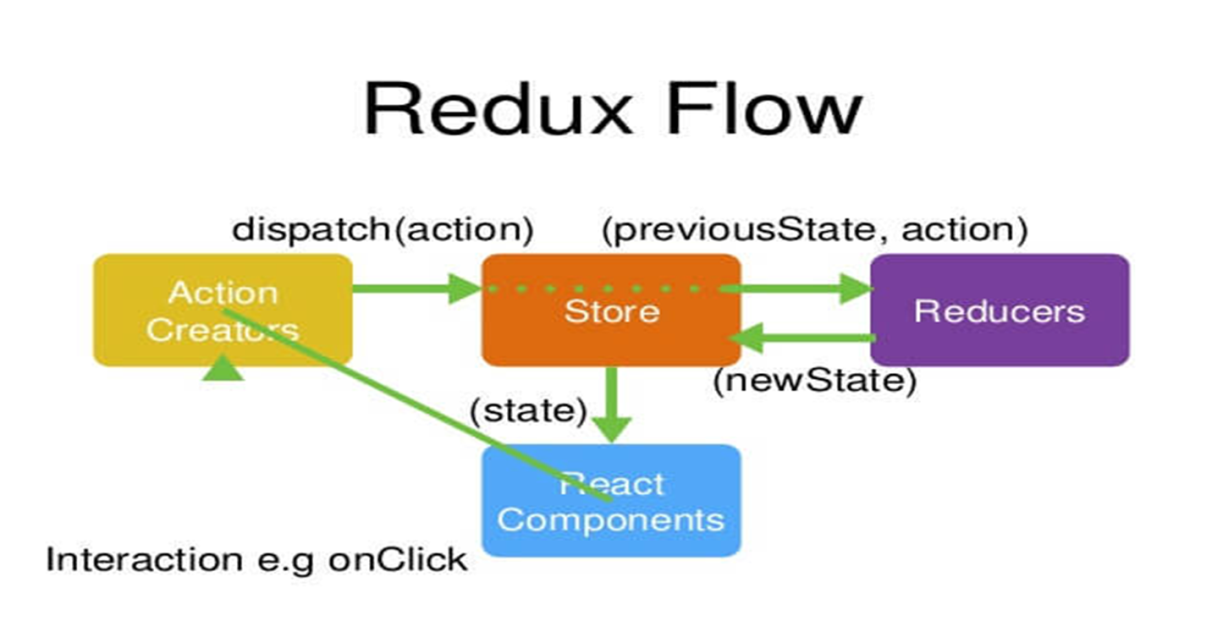 Redux Flow
dispatch(action)
(previousState, action)
Action
Creators
Store
Reducers
(newState)
(state)
React
Components
Interaction e.g onClick